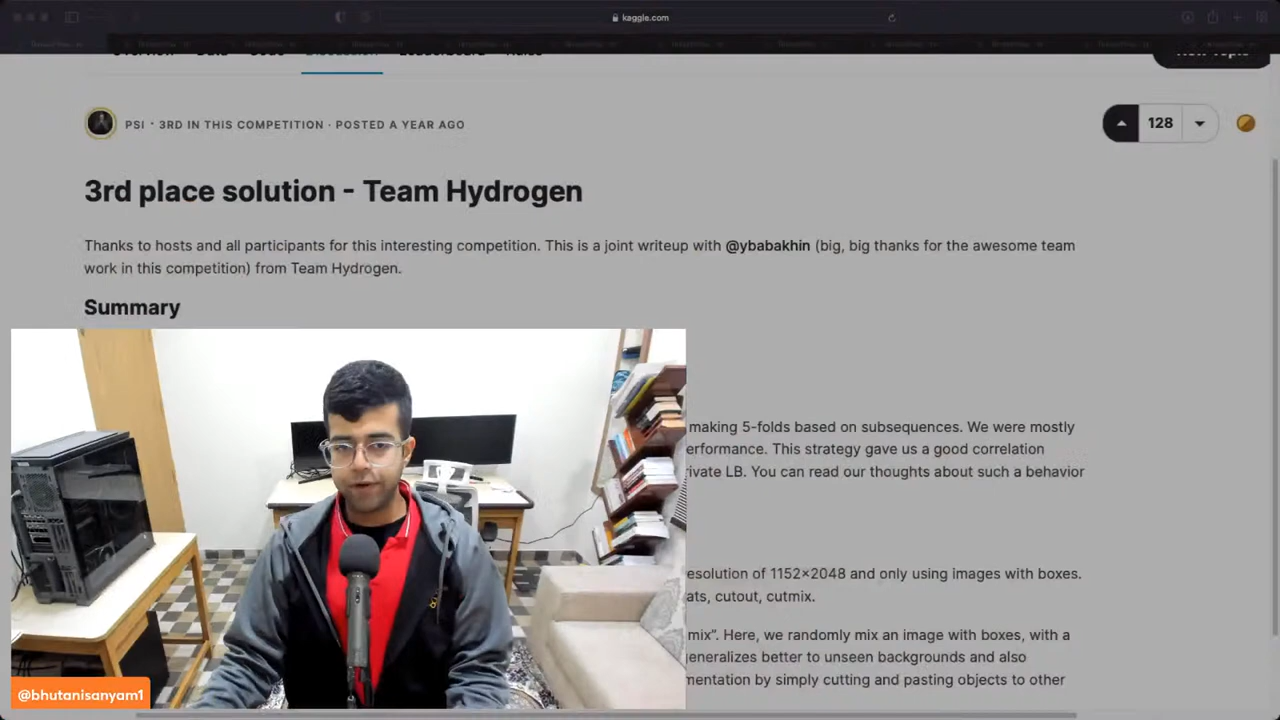 kaggle.com
PSI · 3RD IN THIS COMPETITION · POSTED A YEAR AGO
128
3rd place solution - Team Hydrogen
Thanks to hosts and all participants for this interesting competition. This is a joint writeup with @ybabakhin (big, big thanks for the awesome team
work in this competition) from Team Hydrogen.
Summary
making 5-folds based on subsequences. We were mostly
This strategy gave us a good correlation
LB. You can read our thoughts about such a behavior
of 1152×2048 and only using images with boxes.
cutout, cutmix.
mix". Here, we randomly mix an image with boxes, with a
generalizes better to unseen backgrounds and also
by simply cutting and pasting objects to other
@bhutanisanyam1